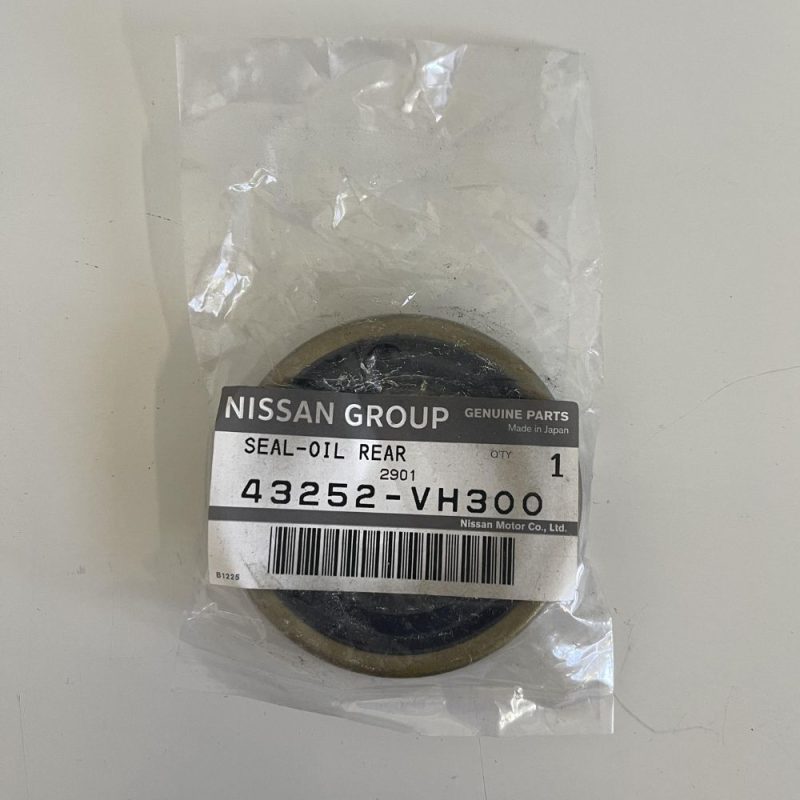 NISSAN GROUP GENUINE PARTS
Made in Japan
SEAL-OIL REAR Q'TY 1
2901
43252-VH300
Nissan Motor Co., Ltd.
B1225